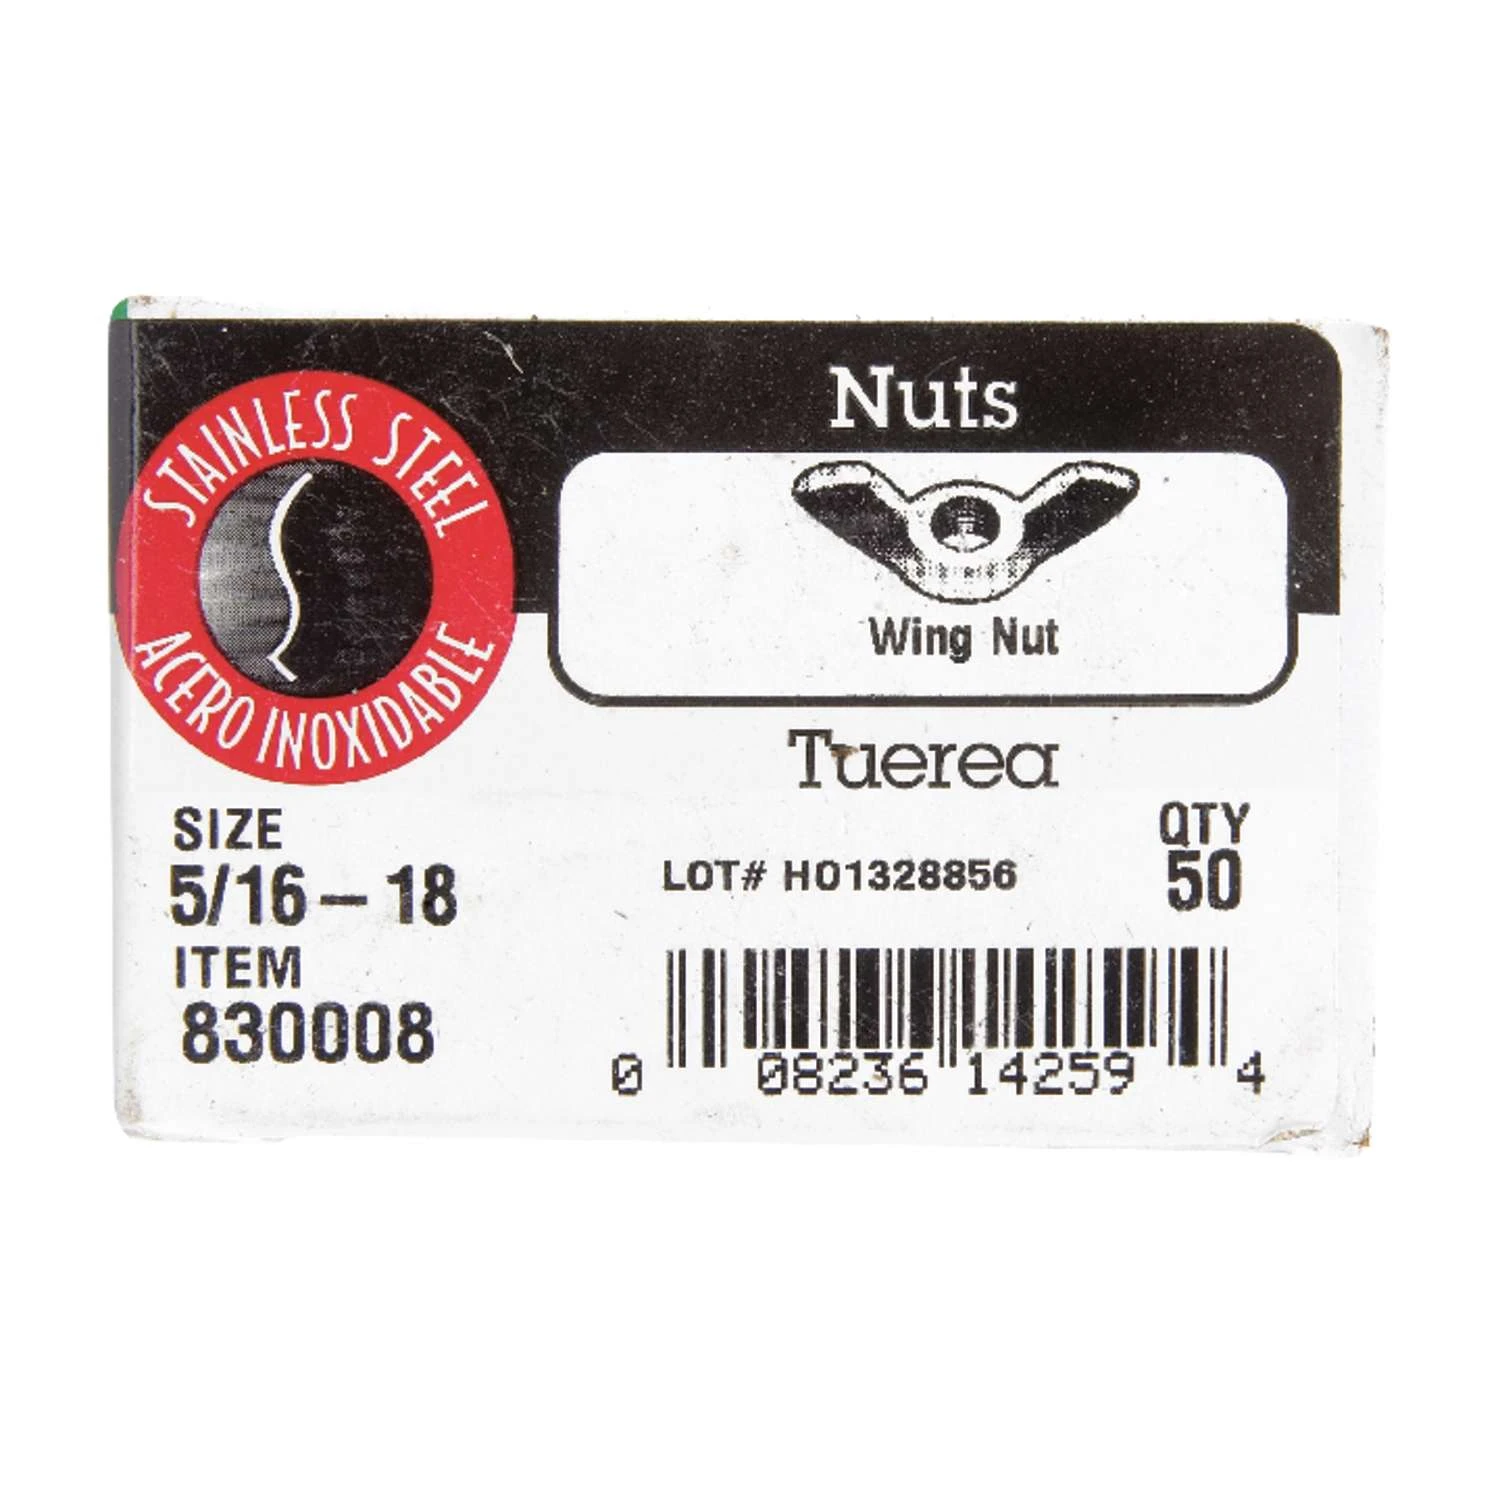 Nuts
STAINLESS STEEL
ACERO INOXIDABLE
Wing Nut
Tuerea
SIZE
5/16 – 18
QTY
50
LOT# H01328856
ITEM
830008
0 08236 14259 4